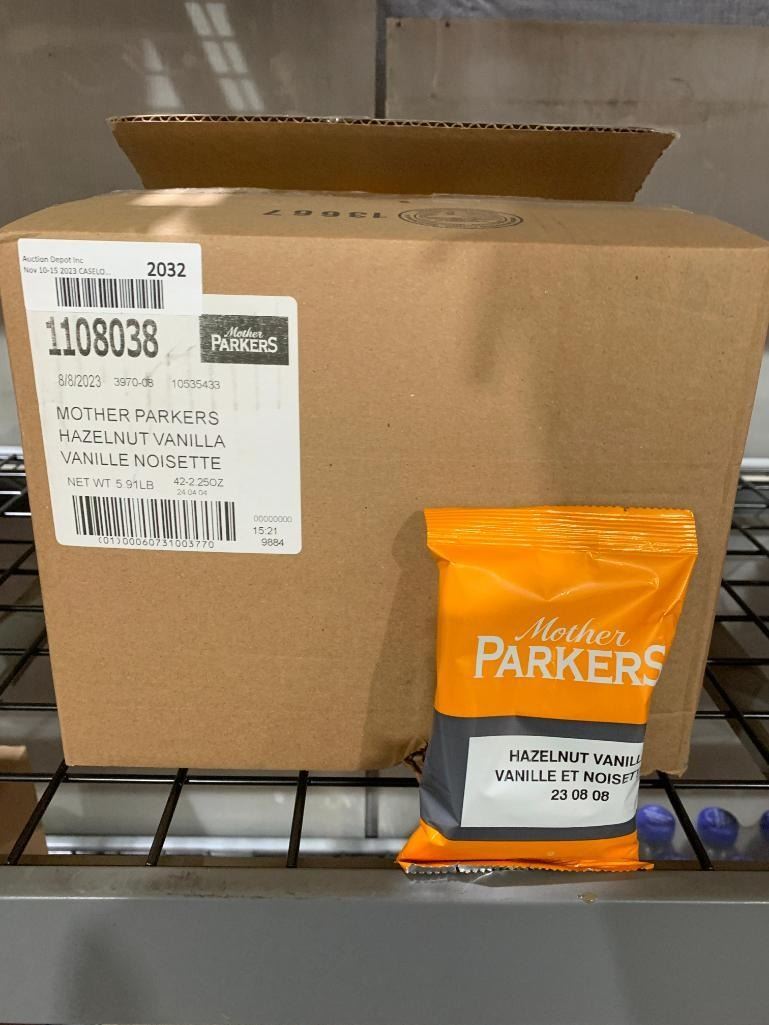 13667
Auction Depot Inc
Nov 10-15 2023 CASELO...
2032
1108038
Mother
PARKERS
8/8/2023 3970-08 10535433
MOTHER PARKERS
HAZELNUT VANILLA
VANILLE NOISETTE
NET WT 5.91LB 42-2.25OZ
24 04 04
00000000
15:21
9884
(01)00060731003770
Mother
PARKERS
HAZELNUT VANILL
VANILLE ET NOISET
23 08 08